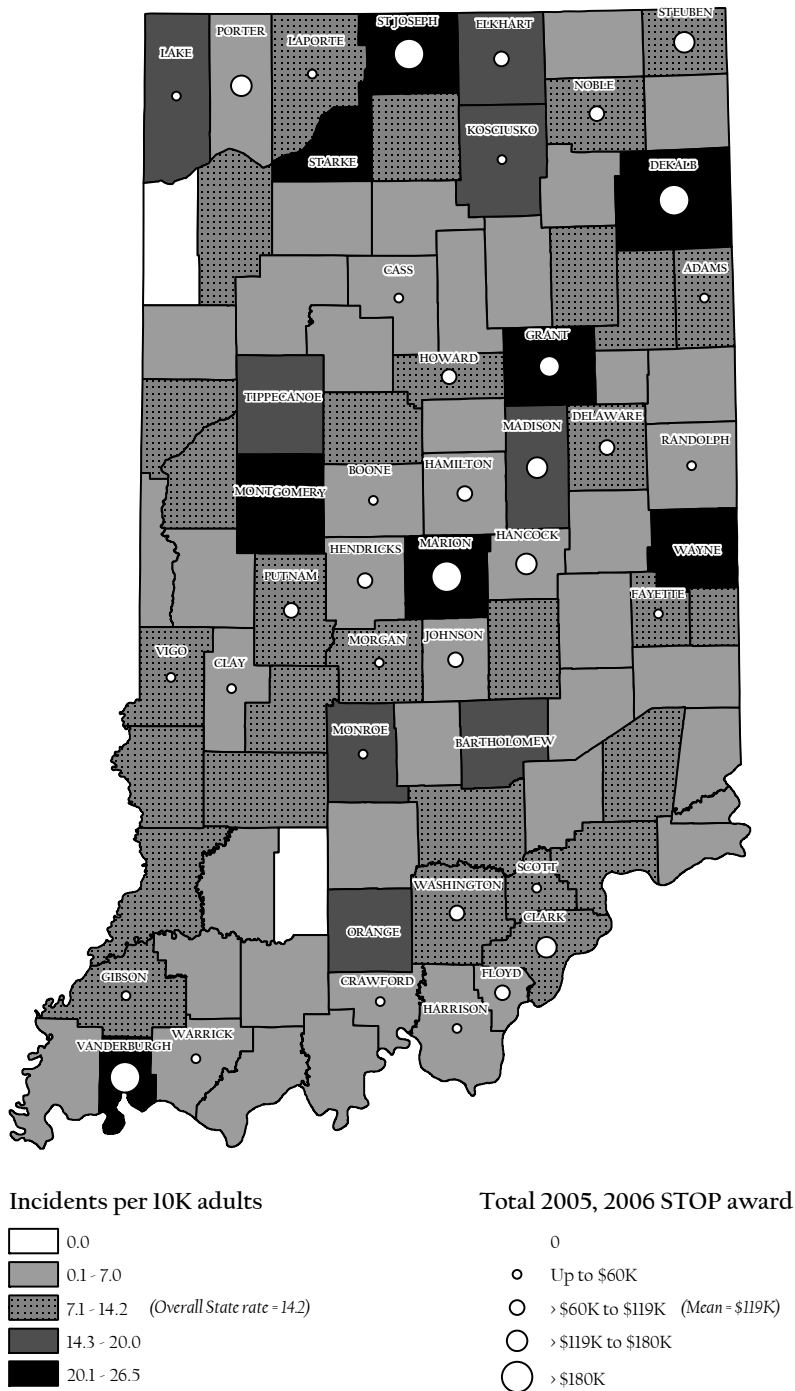 STEUBEN
ST JOSEPH
ELKHART
PORTER
LAPORTE
LAKE
NOBLE
KOSCIUSKO
STARKE
DEKALB
CASS
ADAMS
GRANT
HOWARD
TIPPECANOE
DELAWARE
MADISON
RANDOLPH
BOONE
HAMILTON
MONTGOMERY
HANCOCK
MARION
HENDRICKS
WAYNE
PUTNAM
FAYETTE
MORGAN
JOHNSON
VIGO
CLAY
MONROE
BARTHOLOMEW
SCOTT
WASHINGTON
CLARK
ORANGE
GIBSON
CRAWFORD
FLOYD
HARRISON
WARRICK
VANDERBURGH
Incidents per 10K adults
0.0
0.1 - 7.0
7.1 - 14.2 (Overall State rate = 14.2)
14.3 - 20.0
20.1 - 26.5
Total 2005, 2006 STOP award
0
Up to $60K
> $60K to $119K (Mean = $119K)
> $119K to $180K
> $180K